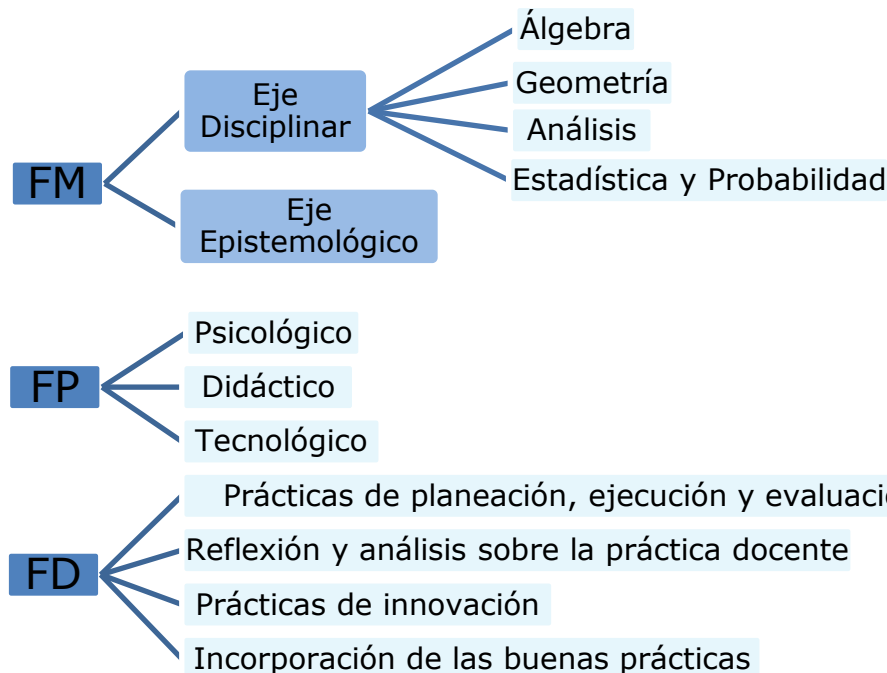 FM
Eje
Disciplinar
Álgebra
Geometría
Análisis
Estadística y Probabilidad
Eje
Epistemológico
FP
Psicológico
Didáctico
Tecnológico
FD
Prácticas de planeación, ejecución y
Reflexión y análisis sobre la práctica docente
Prácticas de innovación
Incorporación de las buenas prácticas